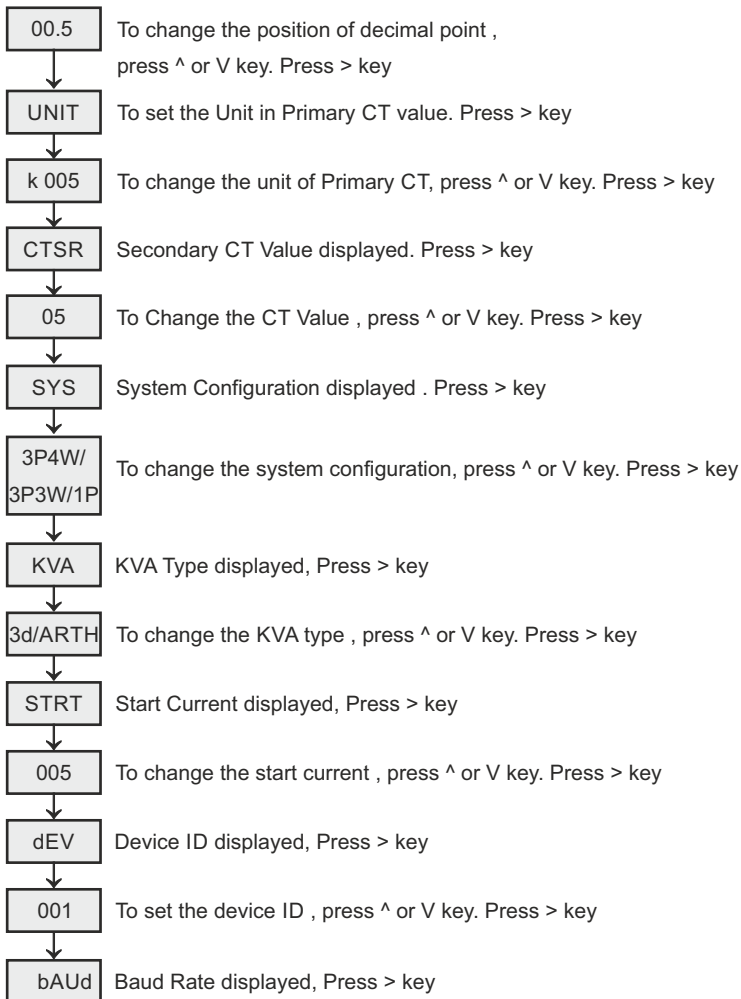 00.5 To change the position of decimal point ,
press ^ or V key. Press > key
UNIT To set the Unit in Primary CT value. Press > key
k 005 To change the unit of Primary CT, press ^ or V key. Press > key
CTSR Secondary CT Value displayed. Press > key
05 To Change the CT Value , press ^ or V key. Press > key
SYS System Configuration displayed . Press > key
3P4W/
3P3W/1P To change the system configuration, press ^ or V key. Press > key
KVA KVA Type displayed, Press > key
3d/ARTH To change the KVA type , press ^ or V key. Press > key
STRT Start Current displayed, Press > key
005 To change the start current , press ^ or V key. Press > key
dEV Device ID displayed, Press > key
001 To set the device ID , press ^ or V key. Press > key
bAUd Baud Rate displayed, Press > key